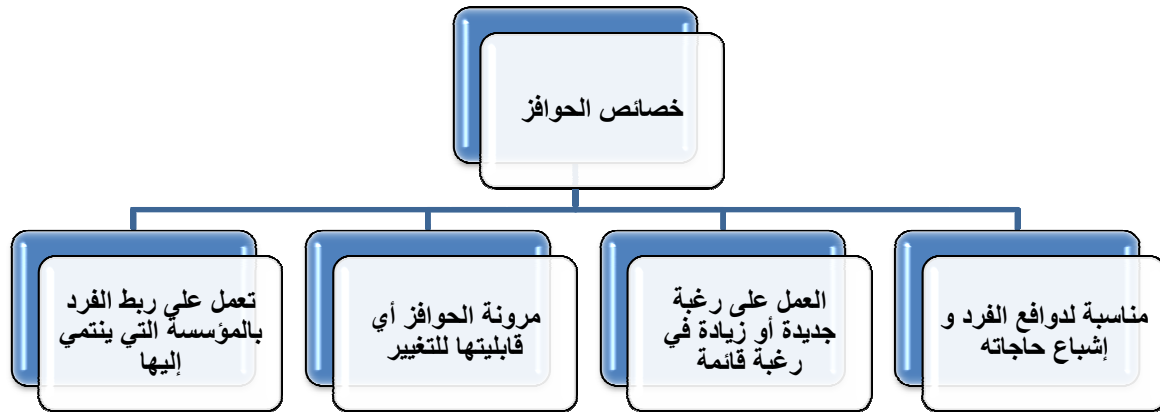 خصائص الحوافز
مناسبة لدوافع الفرد و
إشباع حاجاته
العمل على رغبة
جديدة أو زيادة في
رغبة قائمة
مرونة الحوافز أي
قابليتها للتغيير
تعمل على ربط الفرد
بالمؤسسة التي ينتمي
إليها